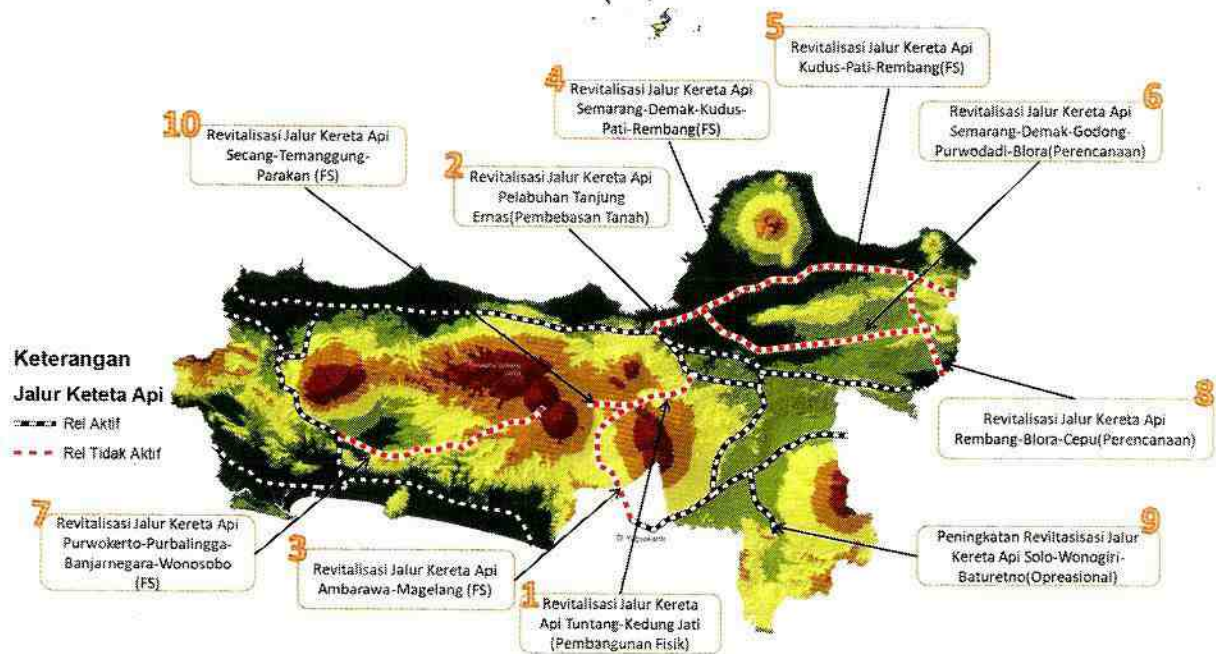 5
Revitalisasi Jalur Kereta Api
Kudus-Pati-Rembang(FS)
4
Revitalisasi Jalur Kereta Api
Semarang-Demak-Kudus-
Pati-Rembang(FS)
6
Revitalisasi Jalur Kereta Api
Semarang-Demak-Godong-
Purwodadi-Blora(Perencanaan)
10
Revitalisasi Jalur Kereta Api
Secang-Temanggung-
Parakan (FS)
2
Revitalisasi Jalur Kereta Api
Pelabuhan Tanjung
Emas(Pembebasan Tanah)
Keterangan
Jalur Keteta Api
Rel Aktif
Rel Tidak Aktif
8
Revitalisasi Jalur Kereta Api
Rembang-Blora-Cepu(Perencanaan)
7
Revitalisasi Jalur Kereta Api
Purwokerto-Purbalingga-
Banjarnegara-Wonosobo
(FS)
3
Revitalisasi Jalur Kereta Api
Ambarawa-Magelang (FS)
DI Yogyakarta
1
Revitalisasi Jalur Kereta
Api Tuntang-Kedung Jati
(Pembangunan Fisik)
9
Peningkatan Revitasisasi Jalur
Kereta Api Solo-Wonogiri-
Baturetno(Opreasional)